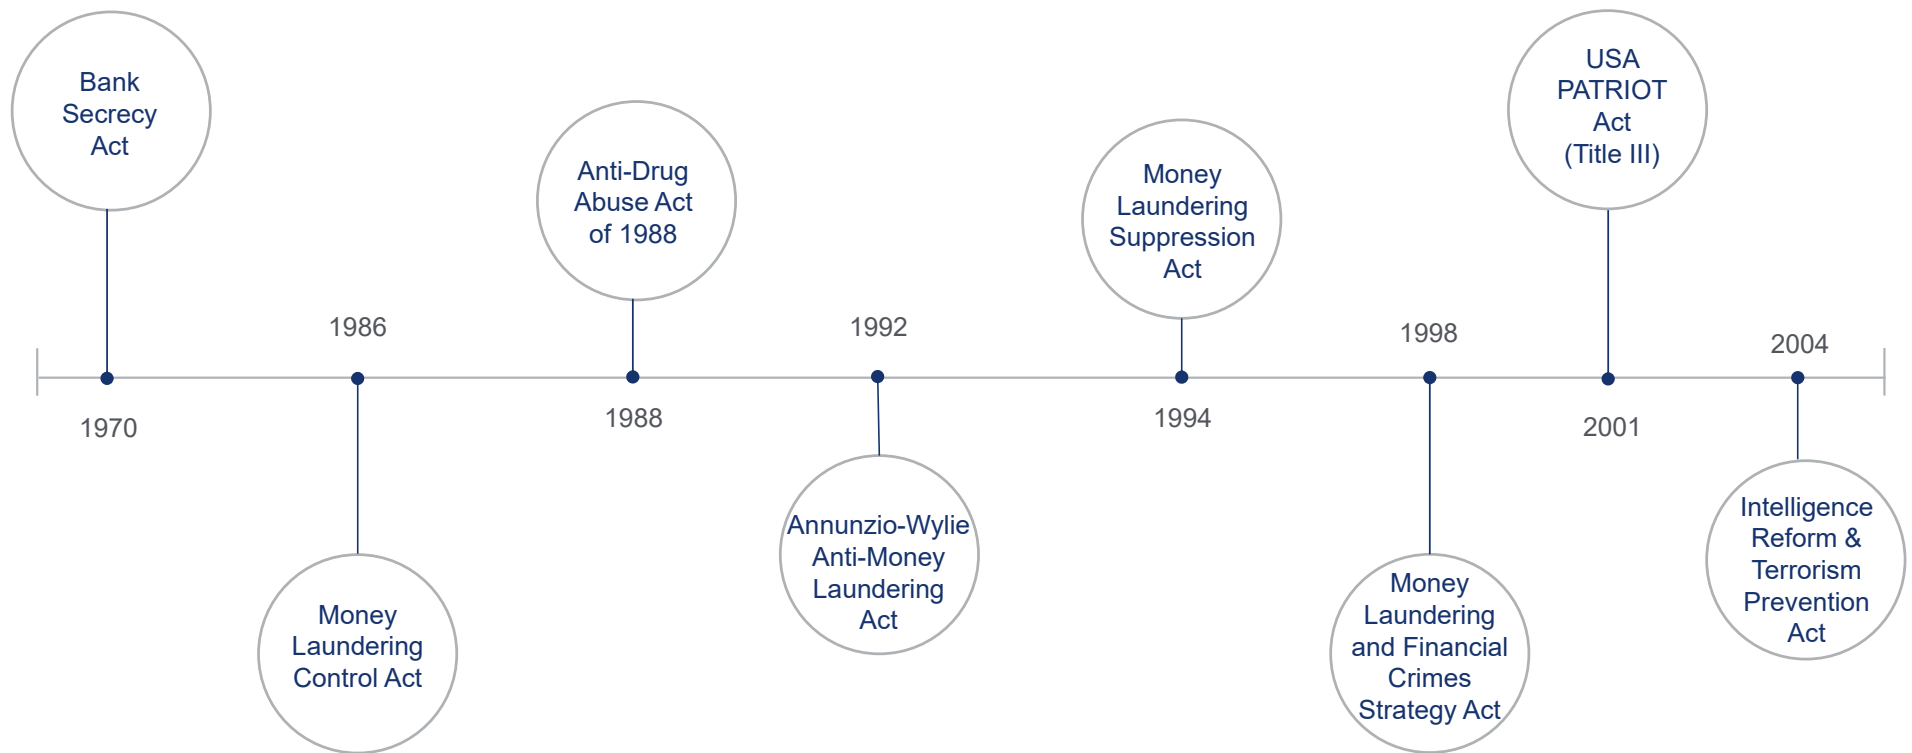 Bank
Secrecy
Act
1970
1986
Money
Laundering
Control Act
Anti-Drug
Abuse Act
of 1988
1988
1992
Annunzio-Wylie
Anti-Money
Laundering
Act
Money
Laundering
Suppression
Act
1994
1998
Money
Laundering
and Financial
Crimes
Strategy Act
USA
PATRIOT
Act
(Title III)
2001
2004
Intelligence
Reform &
Terrorism
Prevention
Act